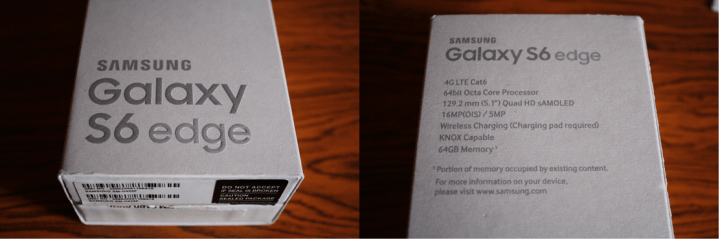 SAMSUNG
Galaxy
S6 edge
DO NOT ACCEPT
IF SEAL IS BROKEN
CAUTION
SEALED PACKAGE
SAMSUNG
Galaxy S6 edge
4G LTE Cat6
64bit Octa Core Processor
129.2 mm (5.1") Quad HD sAMOLED
16MP(OIS) / 5MP
Wireless Charging (Charging pad required)
KNOX Capable
64GB Memory¹
¹ Portion of memory occupied by existing content.
For more information on your device,
please visit www.samsung.com